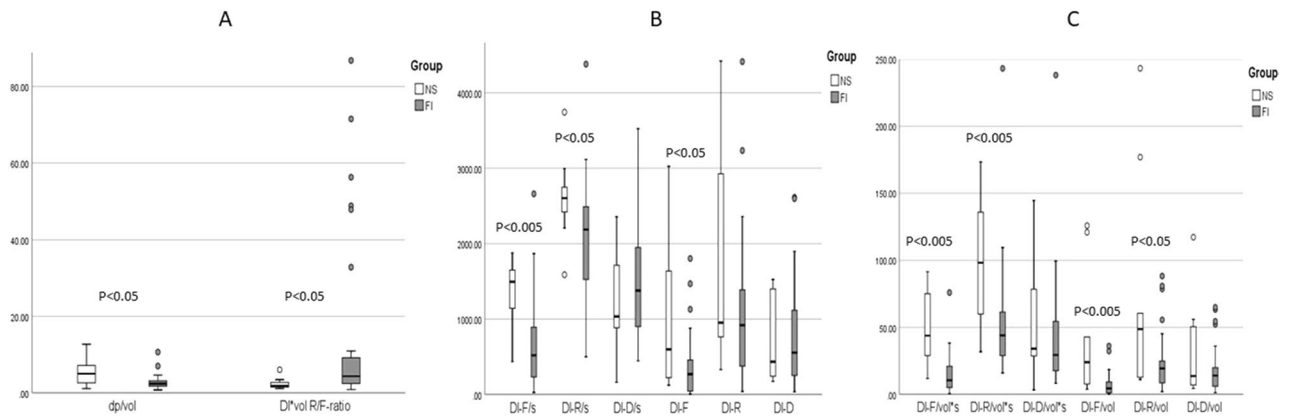 A
80.00
60.00
40.00
20.00
.00
P<0.05
P<0.05
dp/vol
DI*vol R/F-ratio
Group
NS
FI
B
4000.00
3000.00
2000.00
1000.00
.00
P<0.005
P<0.05
P<0.05
DI-F/s
DI-R/s
DI-D/s
DI-F
DI-R
DI-D
Group
NS
FI
C
250.00
200.00
150.00
100.00
50.00
.00
P<0.005
P<0.005
P<0.005
P<0.05
DI-F/vol*s
DI-R/vol*s
DI-D/vol*s
DI-F/vol
DI-R/vol
DI-D/vol
Group
NS
FI